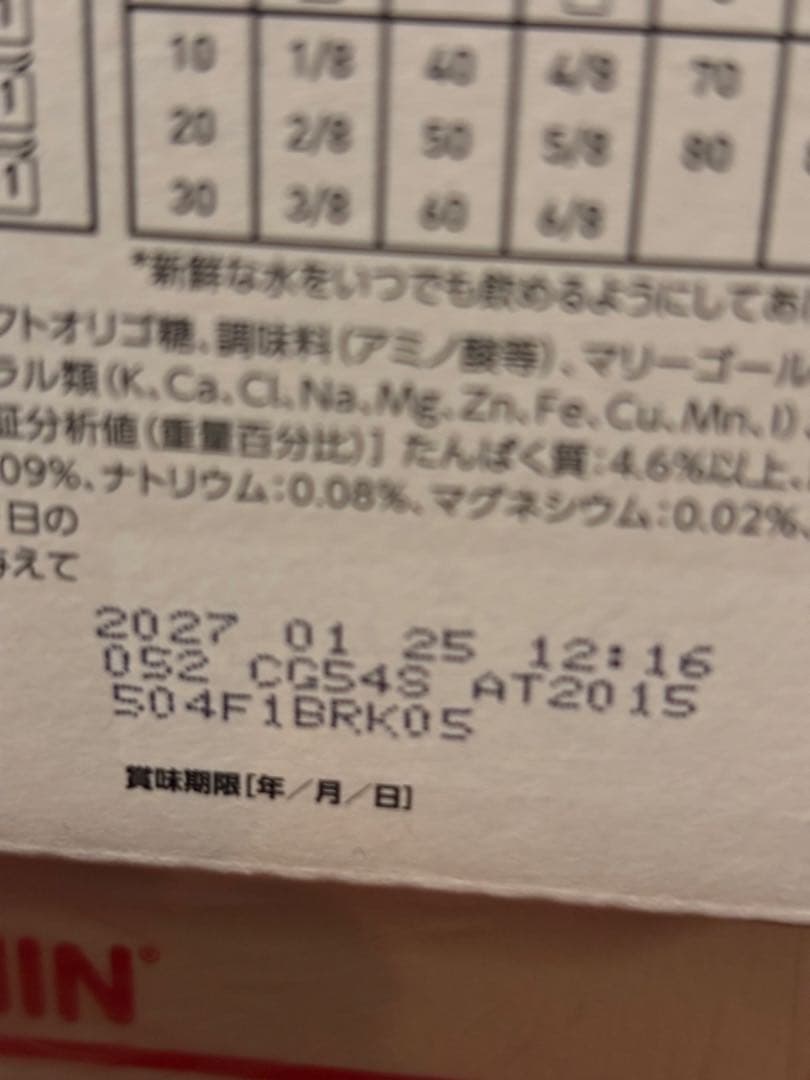 10 1/8 40 4/8 70
20 2/8 50 5/8 80
30 3/8 60 6/8
*新鮮な水をいつでも飲めるようにしてお
クトオリゴ糖、調味料(アミノ酸等)、マリーゴール
ラル類(K、Ca、Cl、Na、Mg、Zn、Fe、Cu、Mn、I)、
証分析値(重量百分比)] たんぱく質:4.6%以上、
09%、ナトリウム:0.08%、マグネシウム:0.02%、
日の
与えて
2027 01 25 12:16
052 CG54S AT2015
504F1BRK05
賞味期限[年/月/日]
IN®